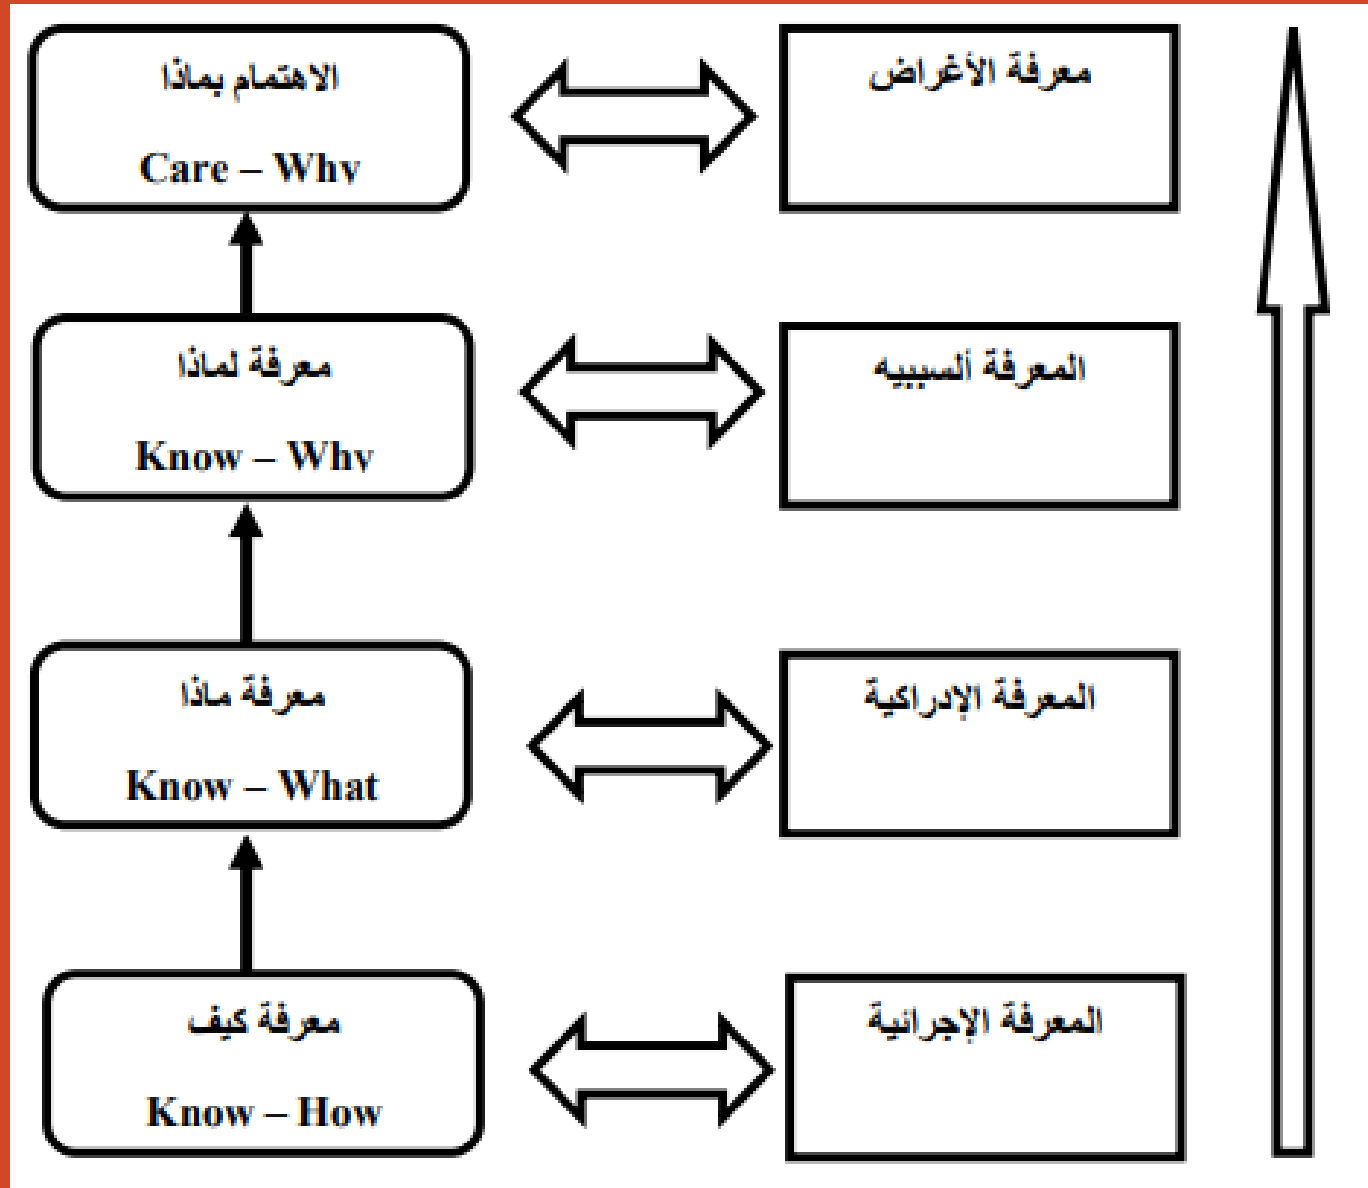 الاهتمام بماذا
Care – Why
معرفة الأغراض
معرفة لماذا
Know – Why
المعرفة ألسببيه
معرفة ماذا
Know – What
المعرفة الإدراكية
معرفة كيف
Know – How
المعرفة الإجرائية